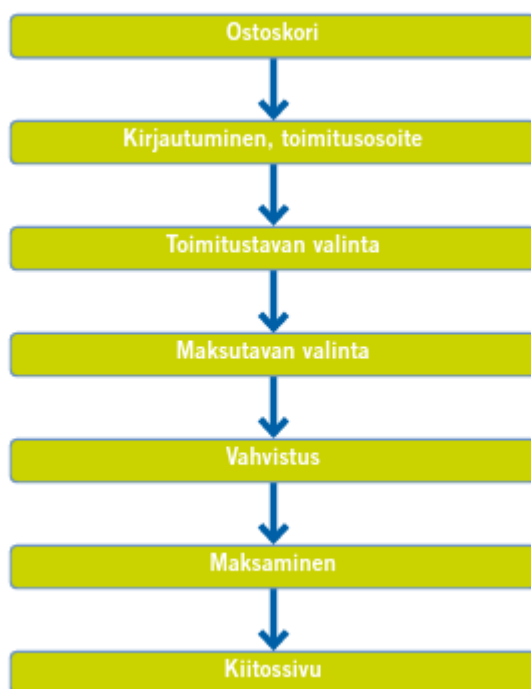 Ostoskori
Kirjautuminen, toimitusosoite
Toimitustavan valinta
Maksutavan valinta
Vahvistus
Maksaminen
Kiitossivu